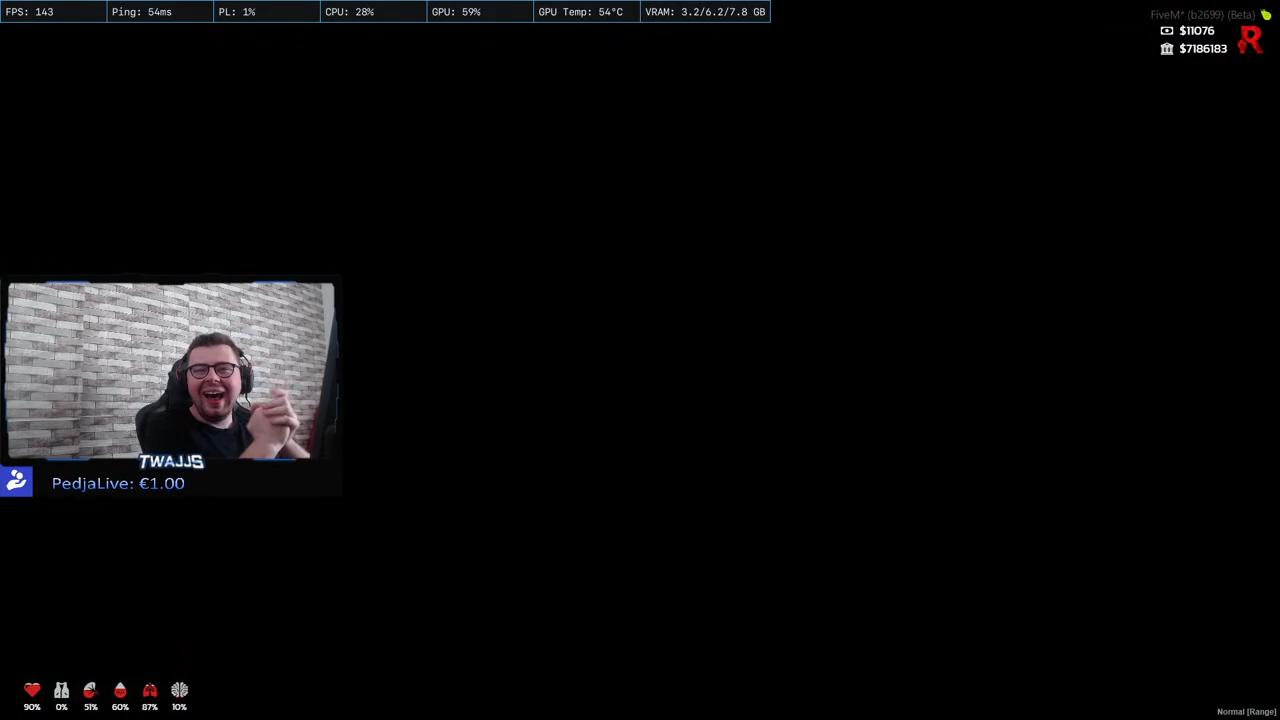 FPS: 143 Ping: 54ms PL: 1% CPU: 28% GPU: 59% GPU Temp: 54°C VRAM: 3.2/6.2/7.8 GB
FiveM* (b2699) (Beta)
$11076
$7186183
R
TWAJJS
PedjaLive: €1.00
90% 0% 51% 60% 87% 10%
Normal [Range]